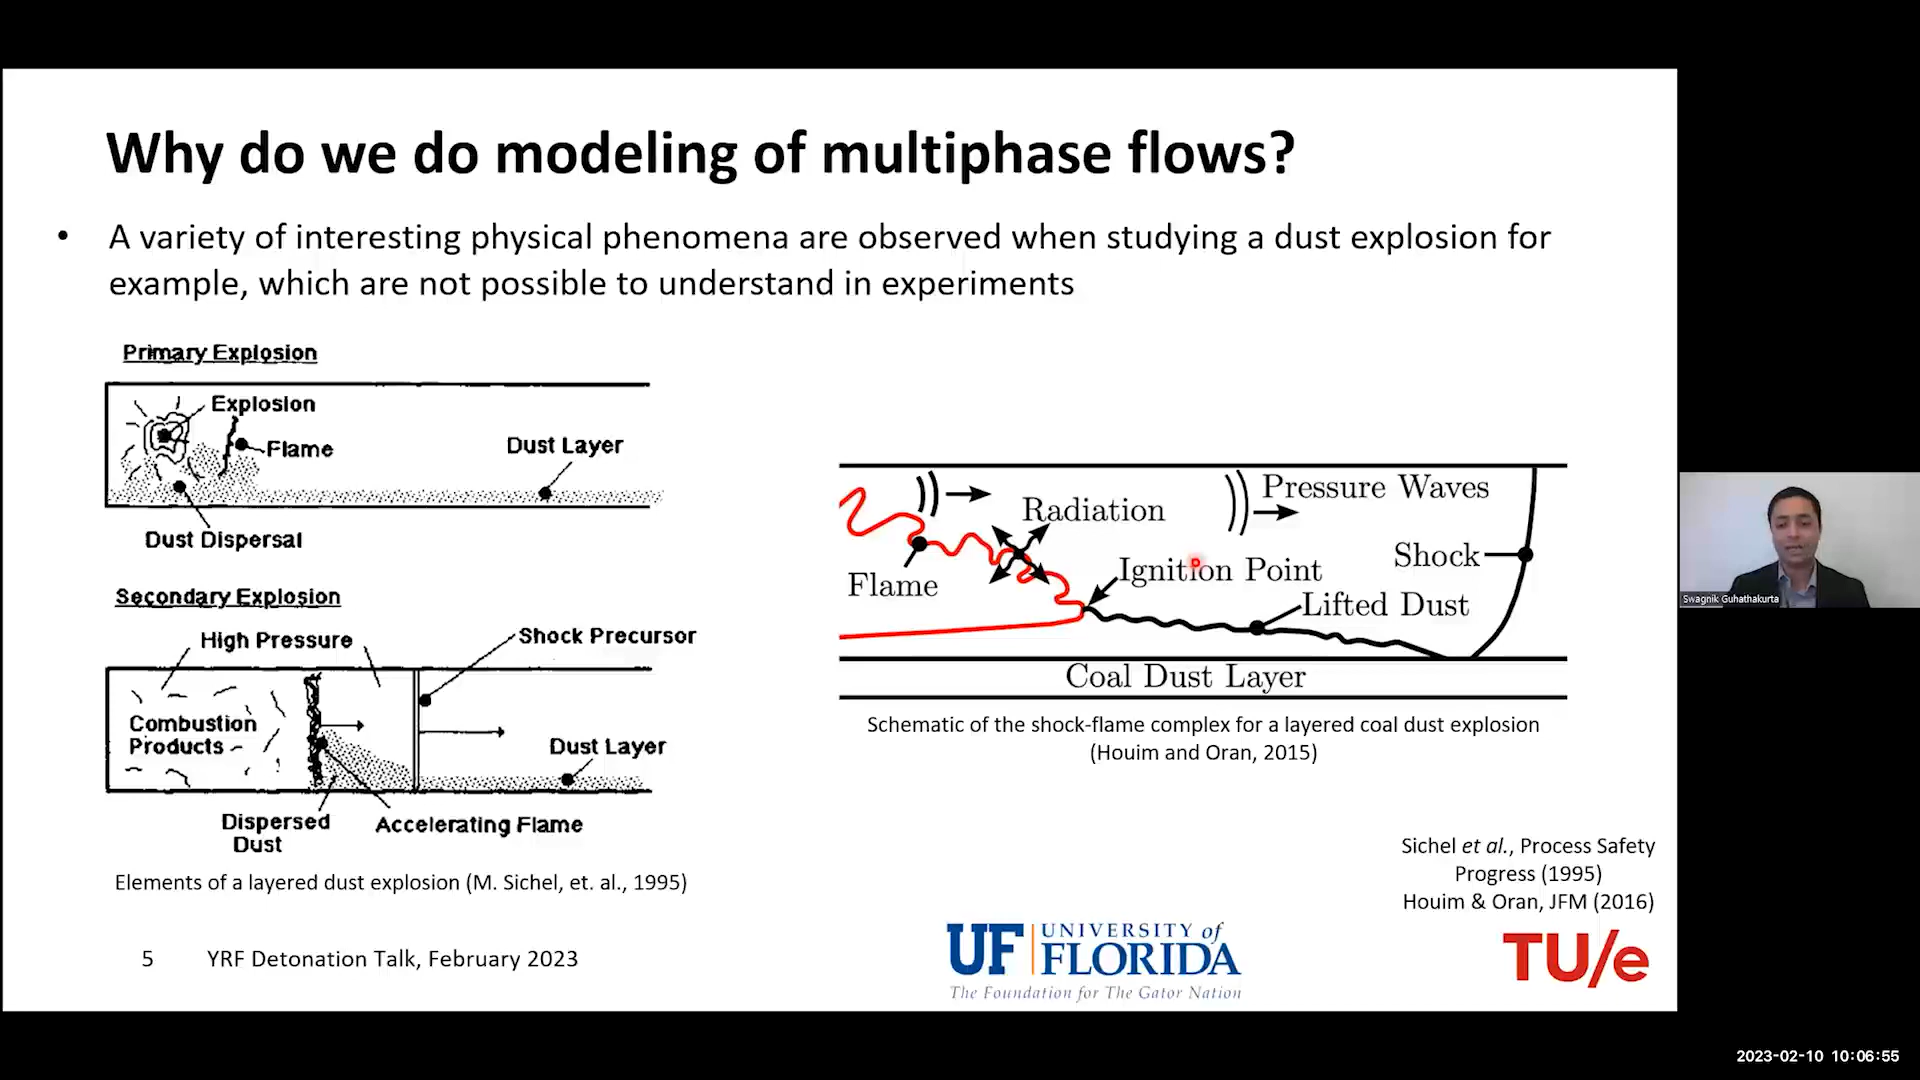 Why do we do modeling of multiphase flows?
• A variety of interesting physical phenomena are observed when studying a dust explosion for
example, which are not possible to understand in experiments
Primary Explosion
Explosion
Flame
Dust Layer
Dust Dispersal
Secondary Explosion
High Pressure
Shock Precursor
Combustion
Products
Dust Layer
Dispersed
Dust
Accelerating Flame
Elements of a layered dust explosion (M. Sichel, et. al., 1995)
Pressure Waves
Radiation
Shock
Ignition Point
Flame
Lifted Dust
Coal Dust Layer
Schematic of the shock-flame complex for a layered coal dust explosion
(Houim and Oran, 2015)
Sichel et al., Process Safety
Progress (1995)
Houim & Oran, JFM (2016)
5 YRF Detonation Talk, February 2023
UF UNIVERSITY of
FLORIDA
The Foundation for The Gator Nation
TU/e
Swagnik Guhathakurta
2023-02-10 10:06:55